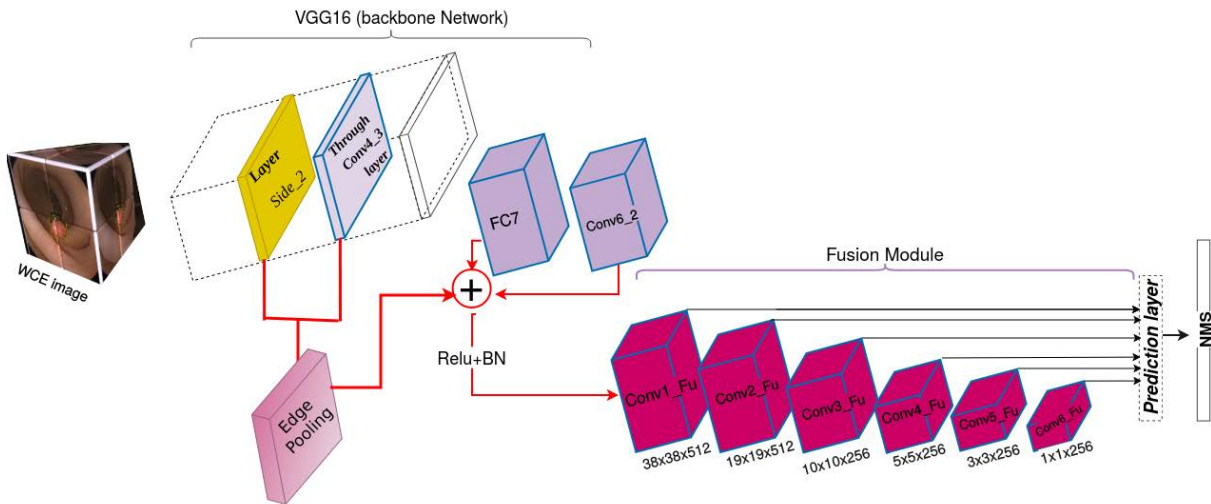 VGG16 (backbone Network)
Layer
Side_2
Through
Conv4_3
layer
FC7
Conv6_2
WCE image
Edge
Pooling
+
Relu+BN
Fusion Module
Conv1_Fu
Conv2_Fu
Conv3_Fu
Conv4_Fu
Conv5_Fu
Conv6_Fu
38x38x512
19x19x512
10x10x256
5x5x256
3x3x256
1x1x256
Prediction layer
NMS